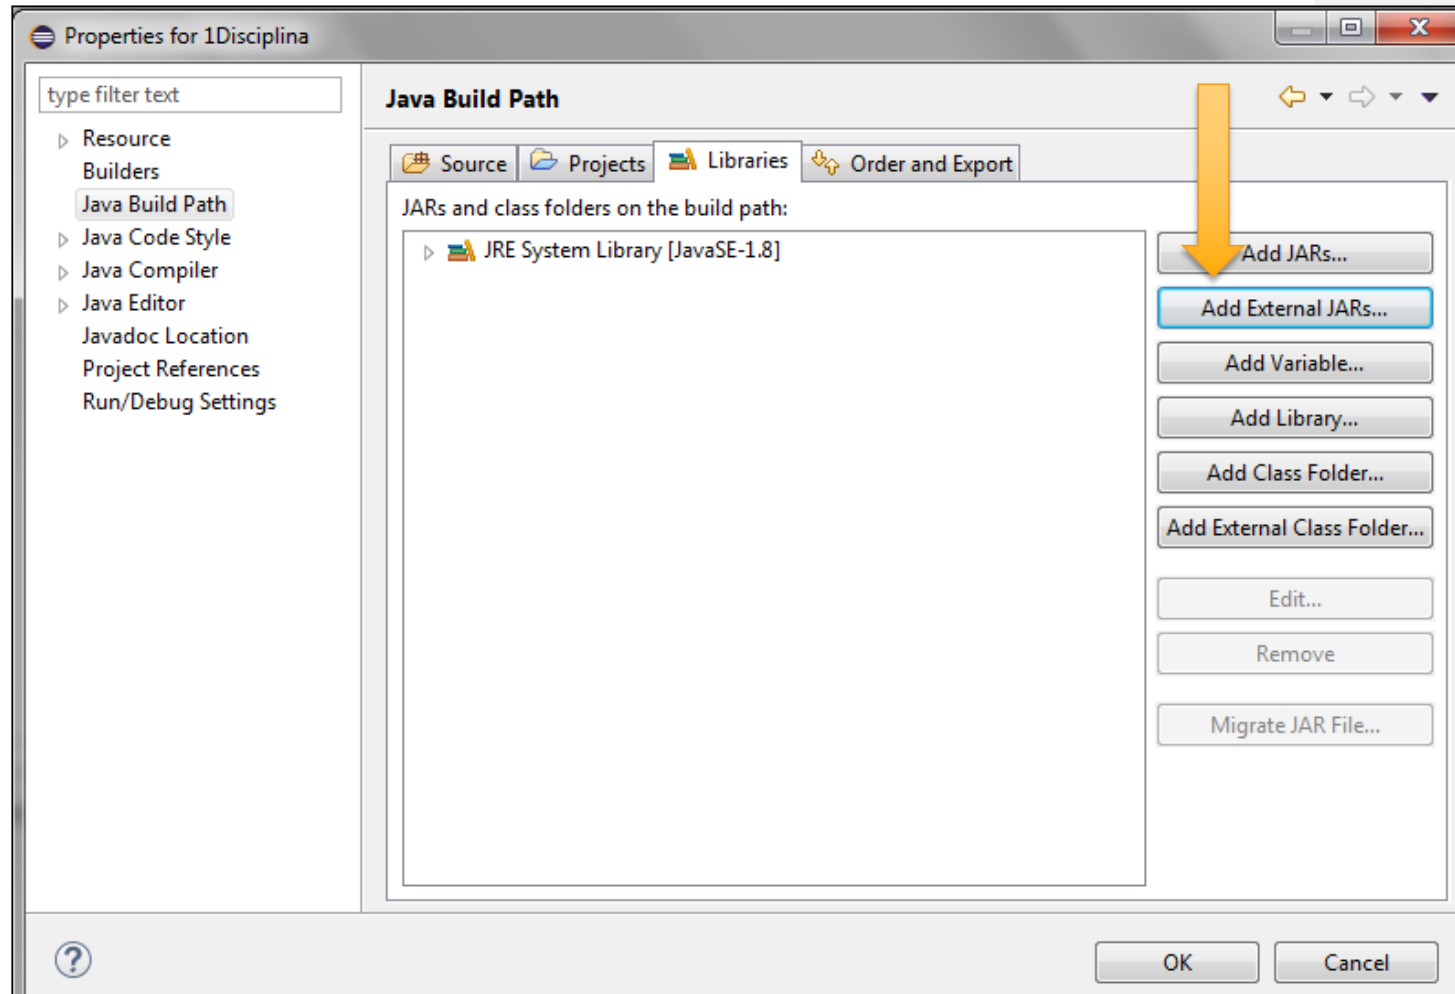 Properties for 1Disciplina
type filter text
Resource
Builders
Java Build Path
Java Code Style
Java Compiler
Java Editor
Javadoc Location
Project References
Run/Debug Settings
Java Build Path
Source Projects Libraries Order and Export
JARs and class folders on the build path:
JRE System Library [JavaSE-1.8]
Add JARs...
Add External JARs...
Add Variable...
Add Library...
Add Class Folder...
Add External Class Folder...
Edit...
Remove
Migrate JAR File...
OK Cancel